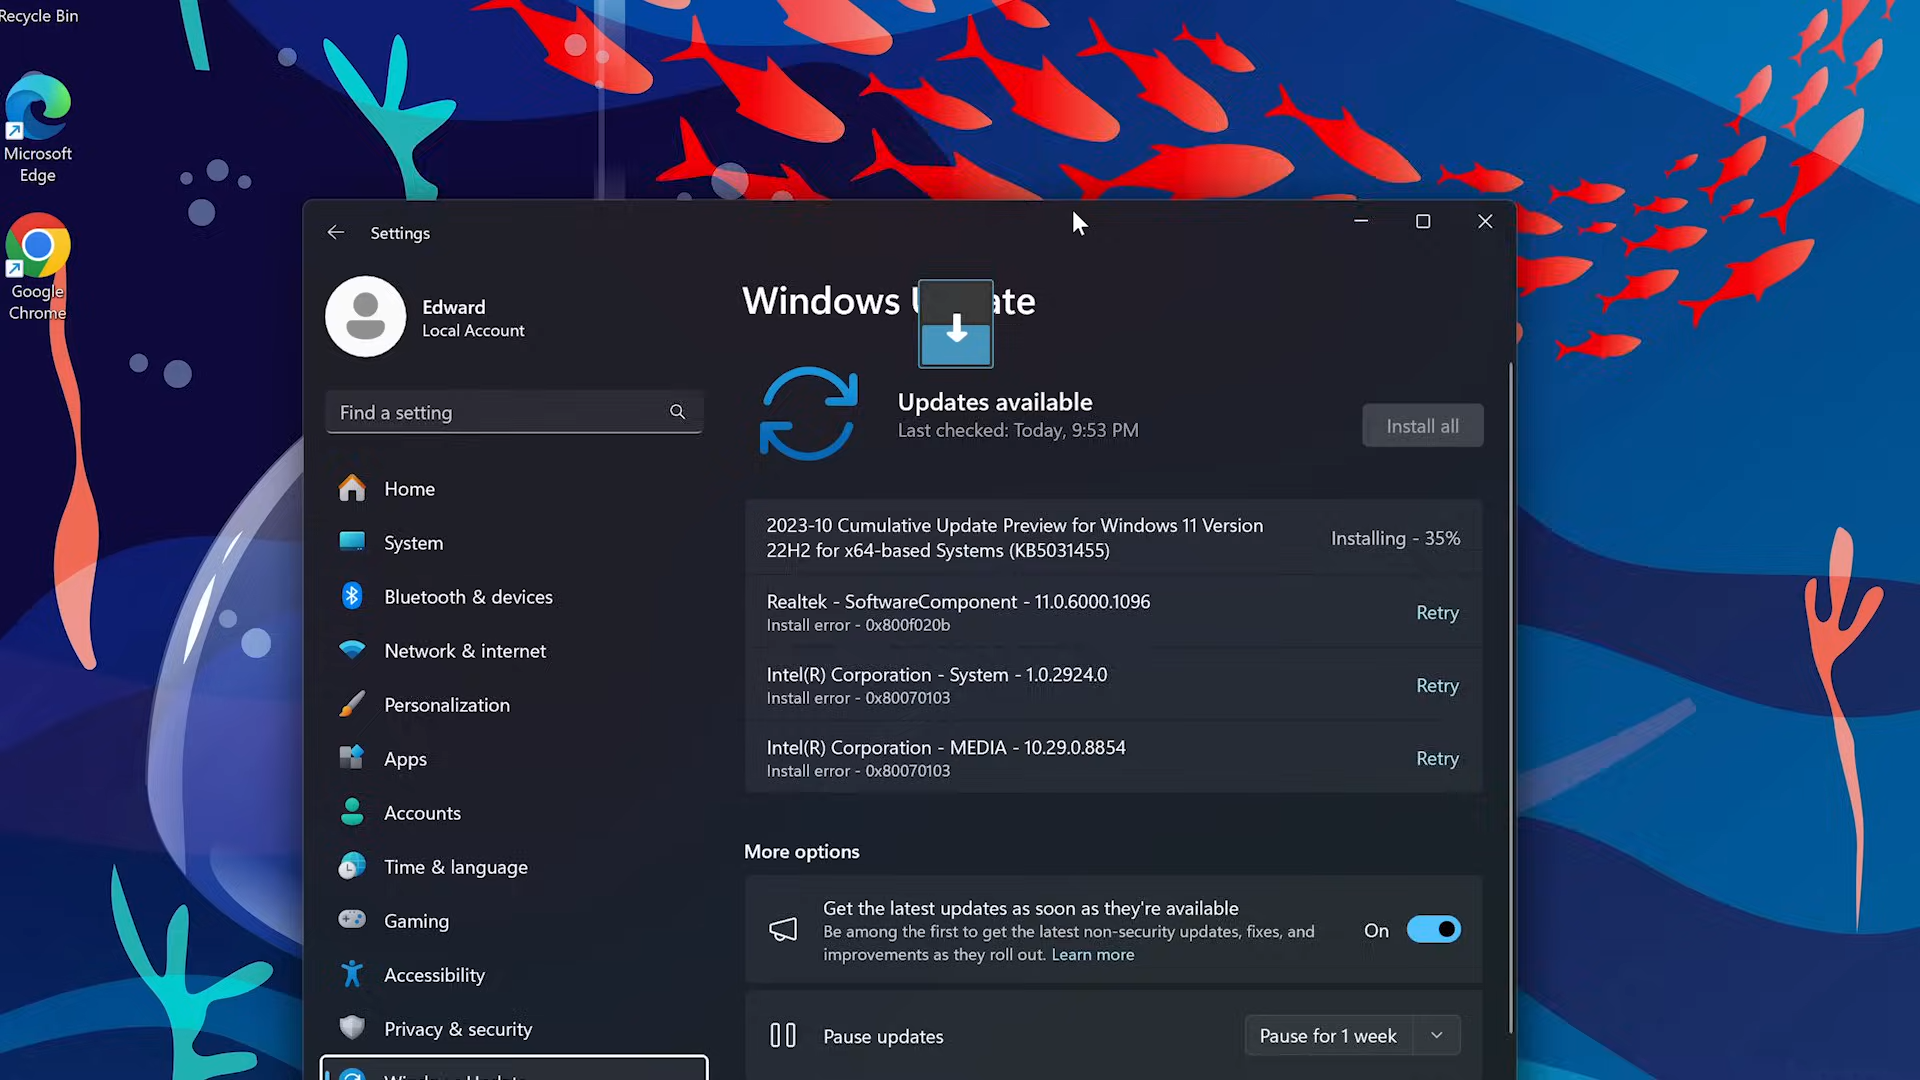 Recycle Bin
Microsoft
Edge
Google
Chrome
Settings
Edward
Local Account
Find a setting
Home
System
Bluetooth & devices
Network & internet
Personalization
Apps
Accounts
Time & language
Gaming
Accessibility
Privacy & security
Windows
Updates available
Last checked: Today, 9:53 PM
Install all
2023-10 Cumulative Update Preview for Windows 11 Version
22H2 for x64-based Systems (KB5031455)
Installing - 35%
Realtek - SoftwareComponent - 11.0.6000.1096
Install error - 0x800f020b
Retry
Intel(R) Corporation - System - 1.0.2924.0
Install error - 0x80070103
Retry
Intel(R) Corporation - MEDIA - 10.29.0.8854
Install error - 0x80070103
Retry
More options
Get the latest updates as soon as they're available
Be among the first to get the latest non-security updates, fixes, and
improvements as they roll out. Learn more
On
Pause updates
Pause for 1 week